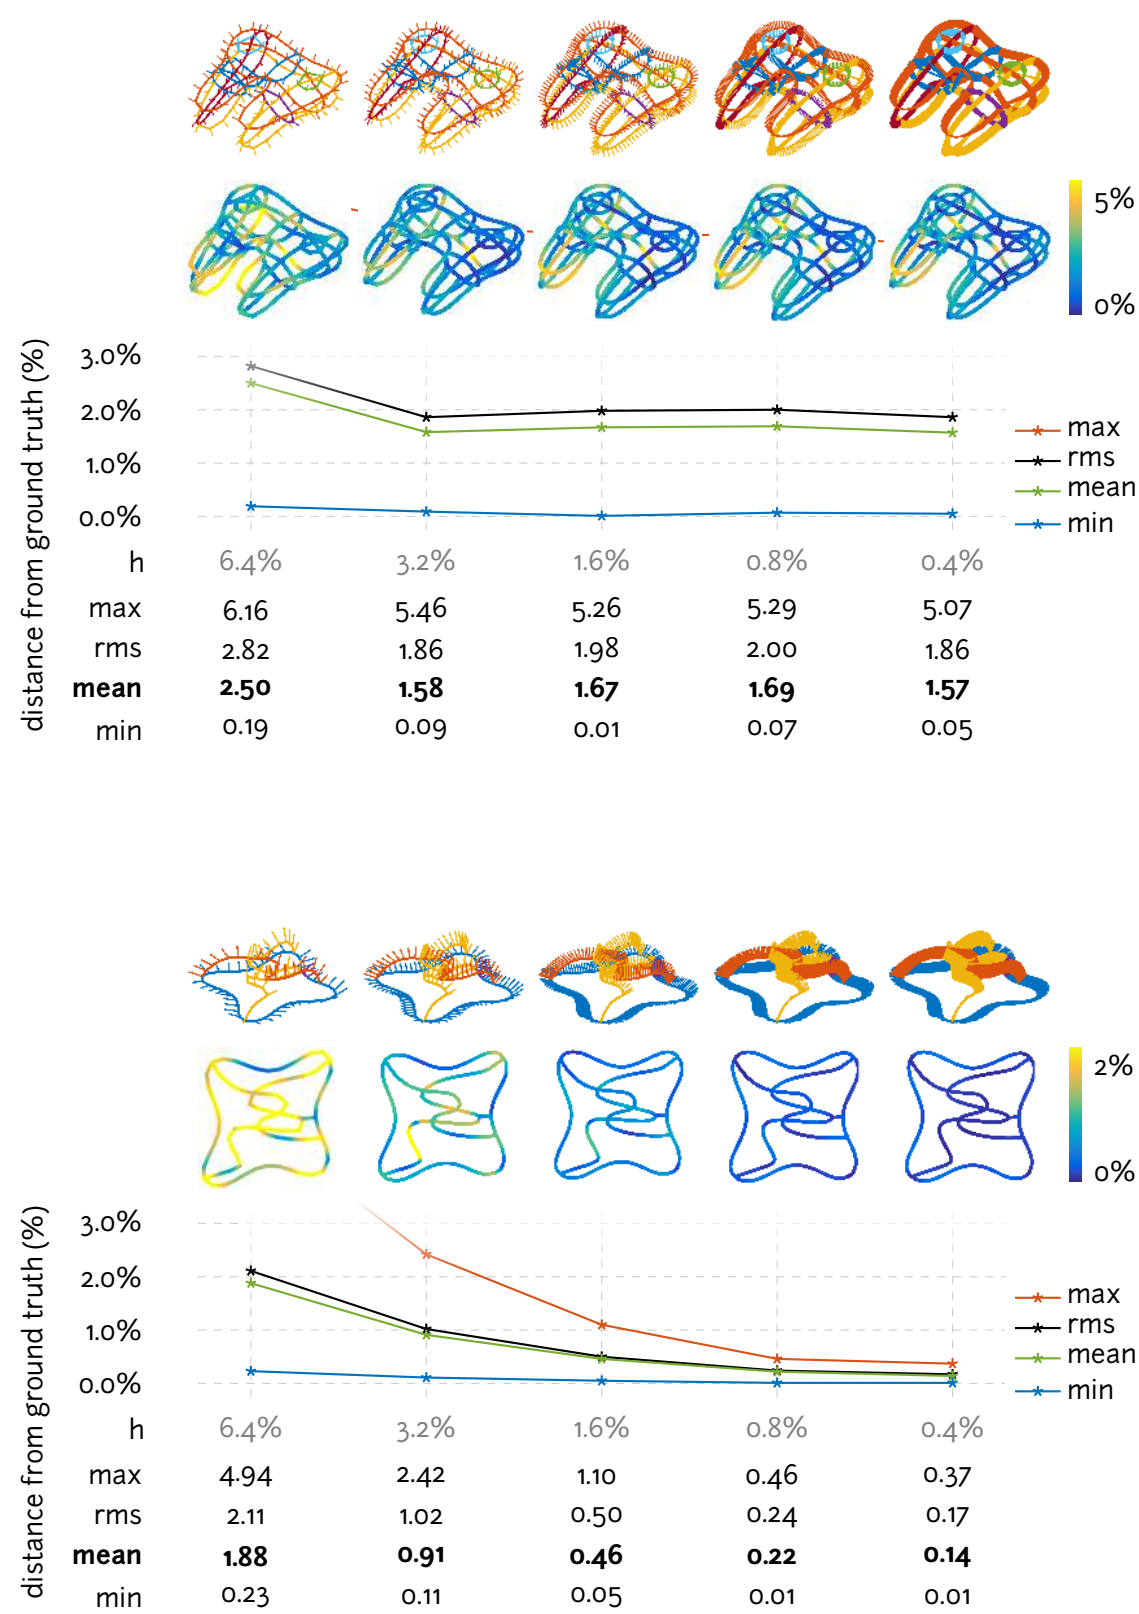 5%
0%
distance from ground truth (%)
3.0%
2.0%
1.0%
0.0%
max
rms
mean
min
h 6.4% 3.2% 1.6% 0.8% 0.4%
max 6.16 5.46 5.26 5.29 5.07
rms 2.82 1.86 1.98 2.00 1.86
mean 2.50 1.58 1.67 1.69 1.57
min 0.19 0.09 0.01 0.07 0.05
2%
0%
distance from ground truth (%)
3.0%
2.0%
1.0%
0.0%
max
rms
mean
min
h 6.4% 3.2% 1.6% 0.8% 0.4%
max 4.94 2.42 1.10 0.46 0.37
rms 2.11 1.02 0.50 0.24 0.17
mean 1.88 0.91 0.46 0.22 0.14
min 0.23 0.11 0.05 0.01 0.01